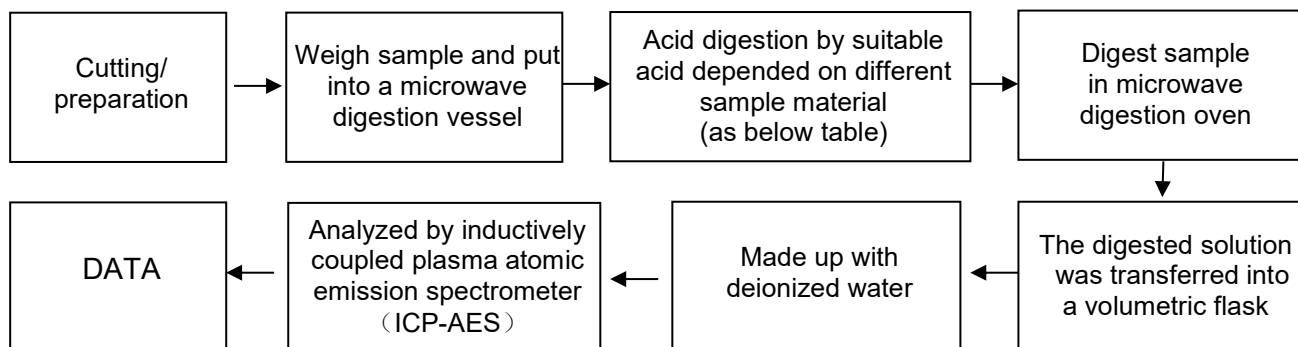 Cutting/
preparation
Weigh sample and put
into a microwave
digestion vessel
Acid digestion by suitable
acid depended on different
sample material
(as below table)
Digest sample
in microwave
digestion oven
The digested solution
was transferred into
a volumetric flask
Made up with
deionized water
Analyzed by inductively
coupled plasma atomic
emission spectrometer
（ICP-AES）
DATA